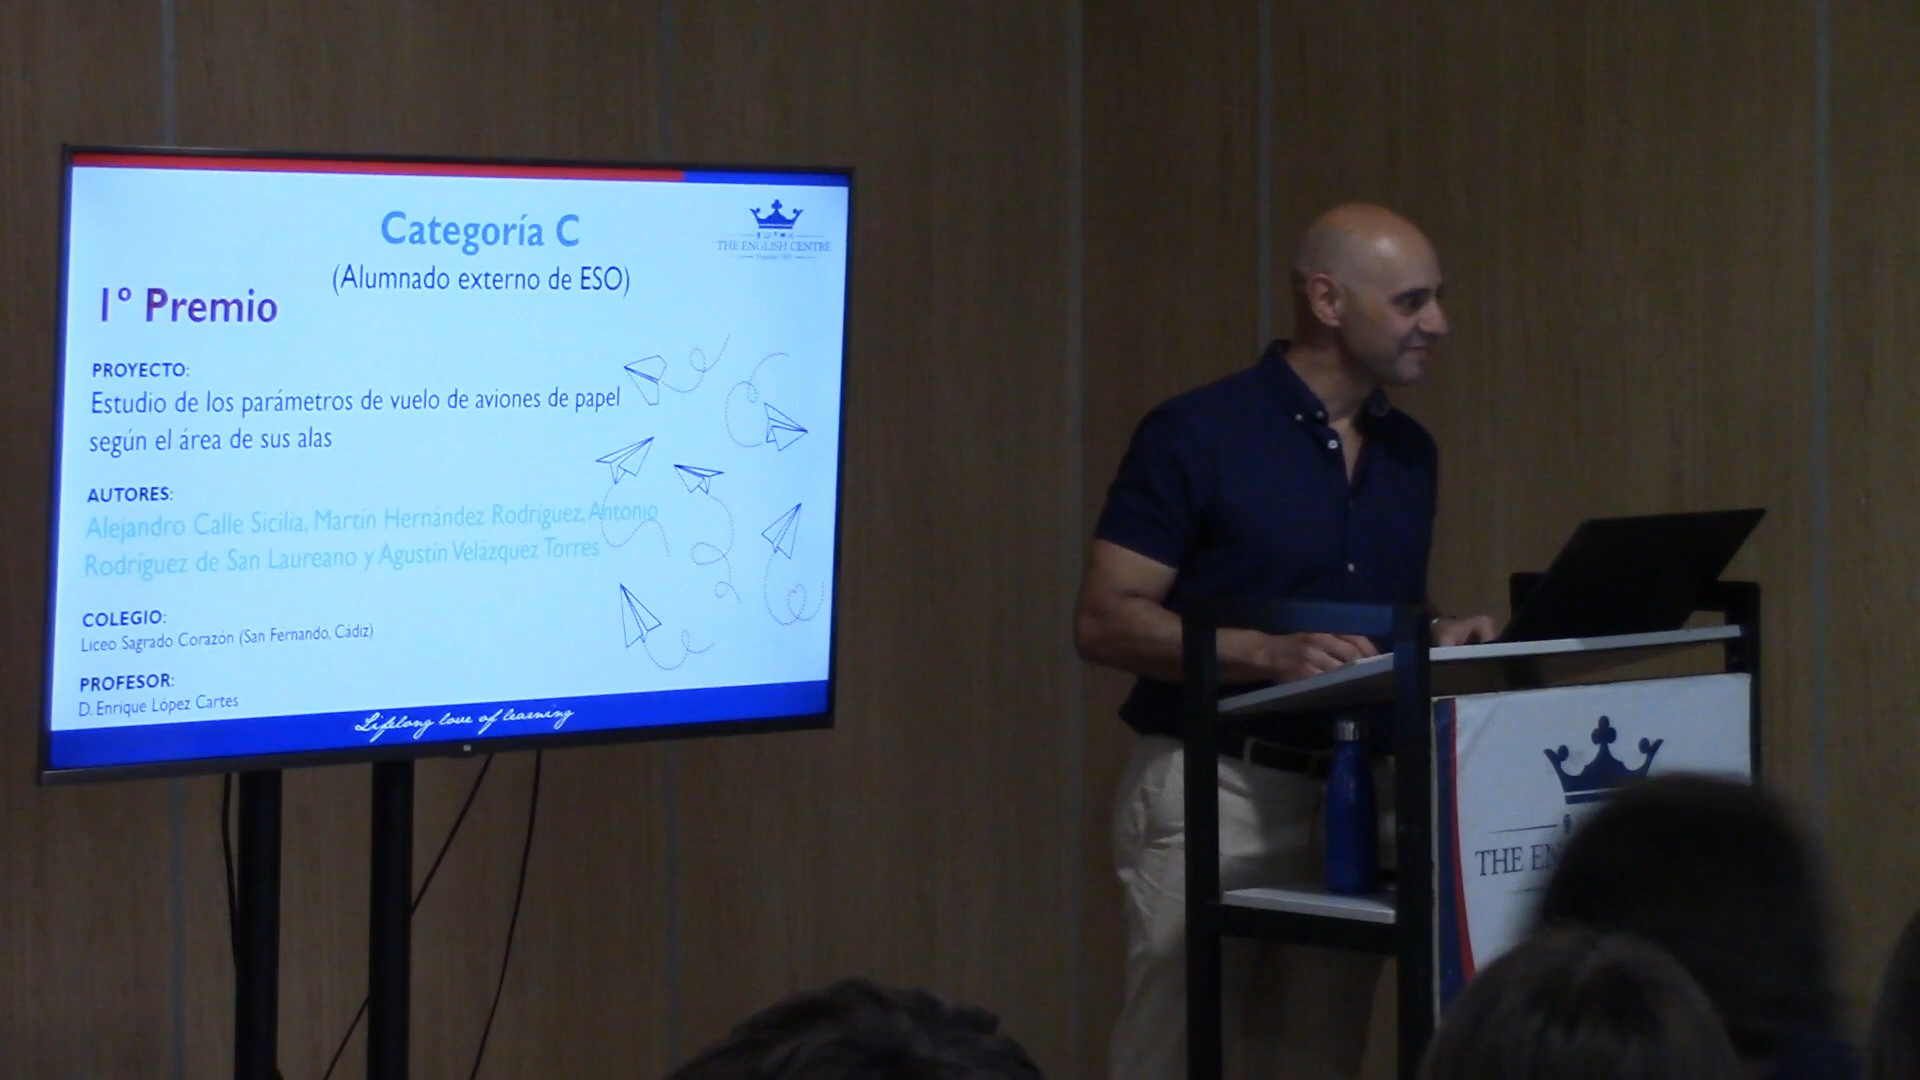 Categoría C
THE ENGLISH CENTRE
(Alumnado externo de ESO)
1º Premio
PROYECTO:
Estudio de los parámetros de vuelo de aviones de papel
según el área de sus alas
AUTORES:
Alejandro Calle Sicilia, Martín Hernández Rodríguez, Antonio
Rodríguez de San Laureano y Agustín Velázquez Torres
COLEGIO:
Liceo Sagrado Corazón (San Fernando, Cádiz)
PROFESOR:
D. Enrique López Cartes
Lifelong love of learning
THE EN